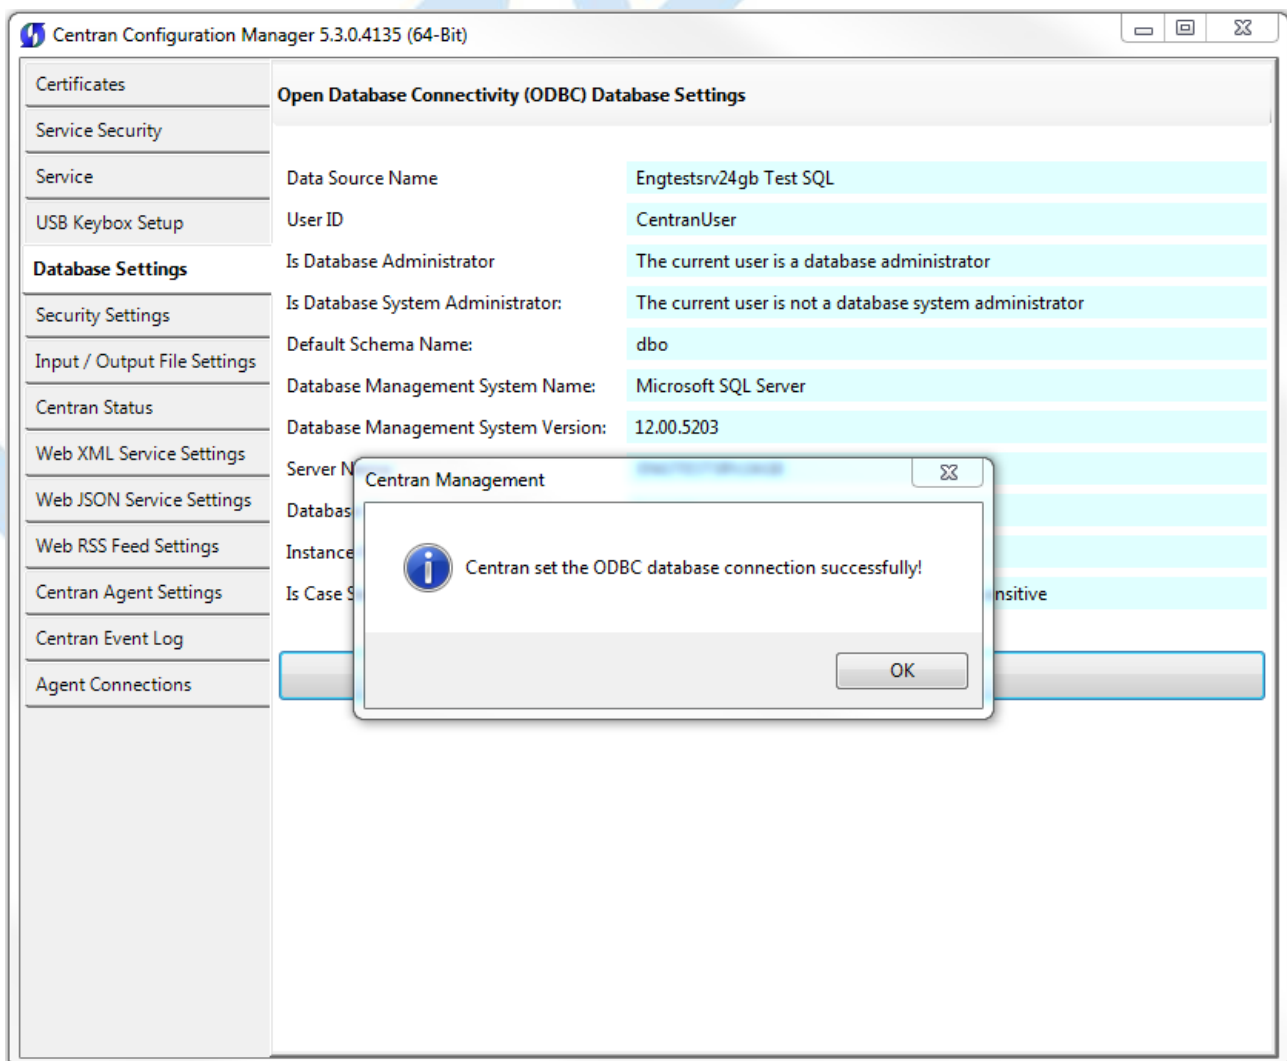 Centran Configuration Manager 5.3.0.4135 (64-Bit)
Certificates
Service Security
Service
USB Keybox Setup
Database Settings
Security Settings
Input / Output File Settings
Centran Status
Web XML Service Settings
Web JSON Service Settings
Web RSS Feed Settings
Centran Agent Settings
Centran Event Log
Agent Connections
Open Database Connectivity (ODBC) Database Settings
Data Source Name Engtestsrv24gb Test SQL
User ID CentranUser
Is Database Administrator The current user is a database administrator
Is Database System Administrator: The current user is not a database system administrator
Default Schema Name: dbo
Database Management System Name: Microsoft SQL Server
Database Management System Version: 12.00.5203
Server
Databas
Instance
Is Case S nsitive
Centran Management
Centran set the ODBC database connection successfully!
OK